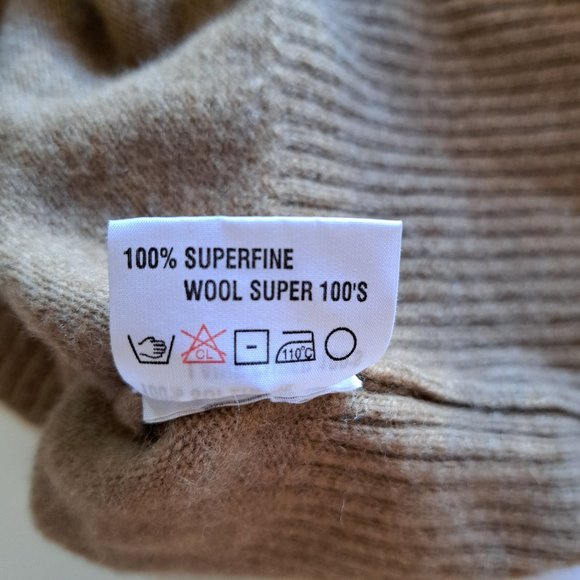 100% SUPERFINE
WOOL SUPER 100'S
CL 110°C